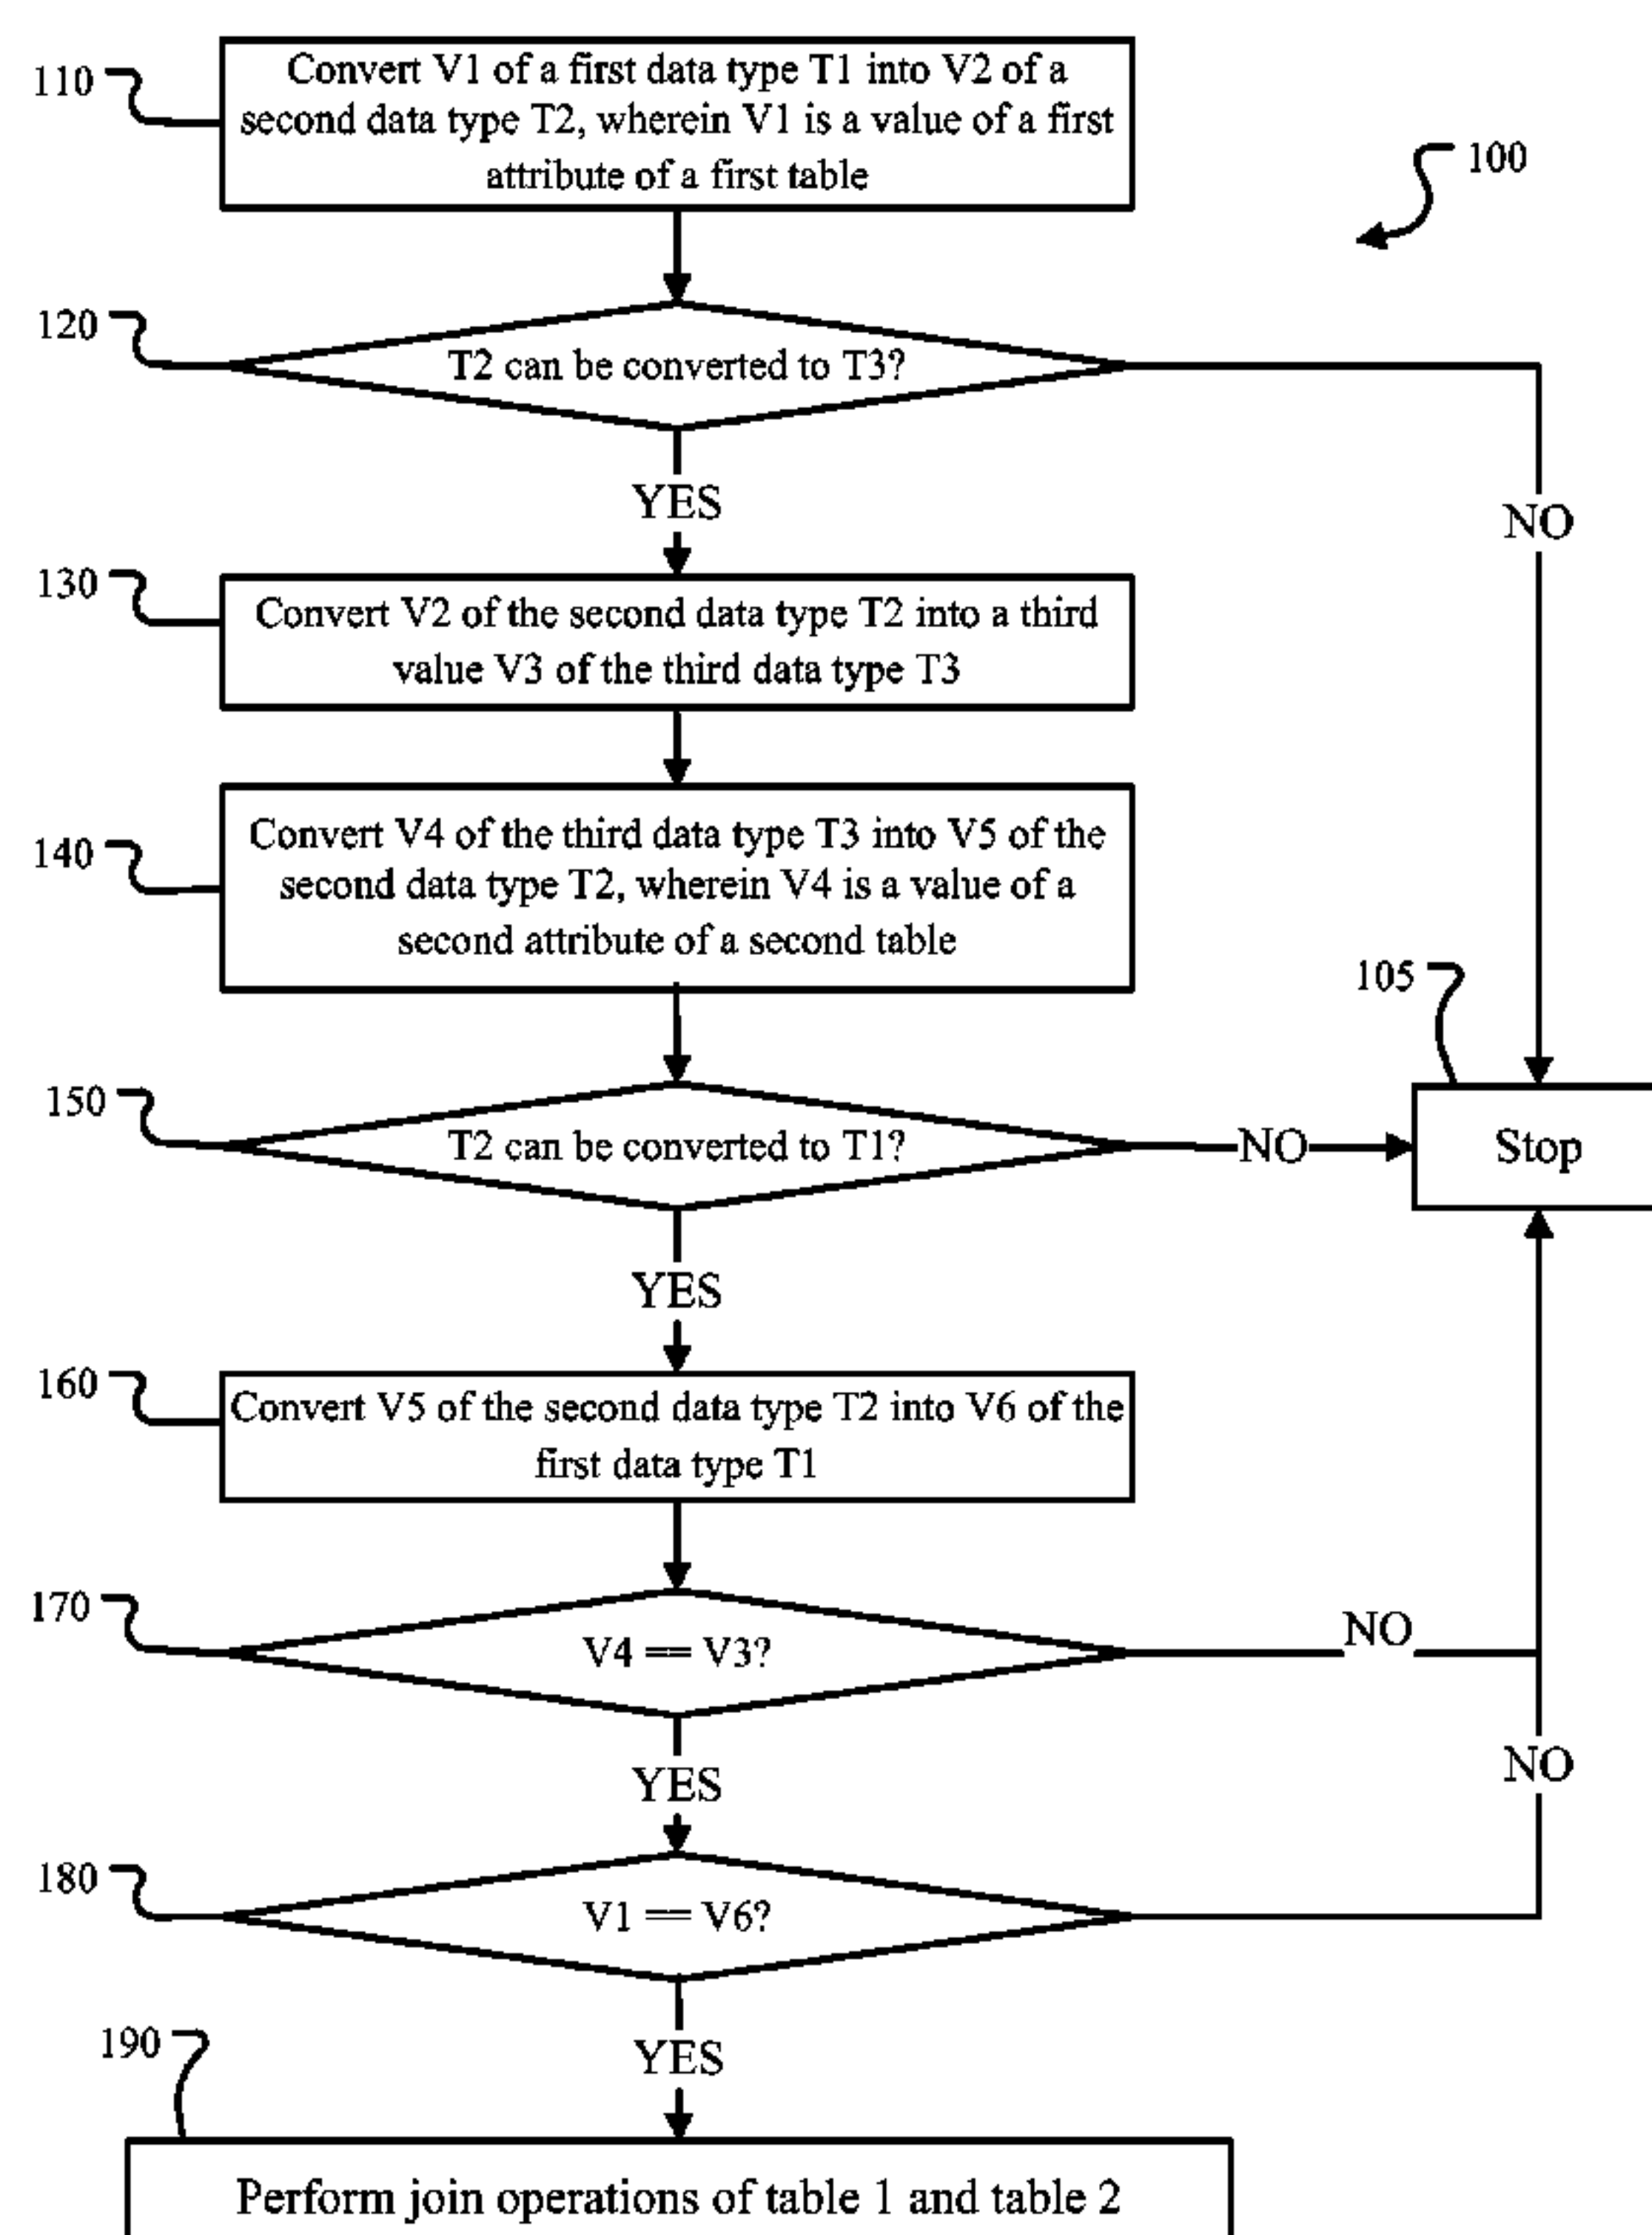 110
Convert V1 of a first data type T1 into V2 of a
second data type T2, wherein V1 is a value of a first
attribute of a first table
100
120
T2 can be converted to T3?
YES
NO
130
Convert V2 of the second data type T2 into a third
value V3 of the third data type T3
140
Convert V4 of the third data type T3 into V5 of the
second data type T2, wherein V4 is a value of a
second attribute of a second table
105
150
T2 can be converted to T1?
NO
Stop
YES
160
Convert V5 of the second data type T2 into V6 of the
first data type T1
170
V4 == V3?
NO
YES
NO
180
V1 == V6?
YES
190
Perform join operations of table 1 and table 2